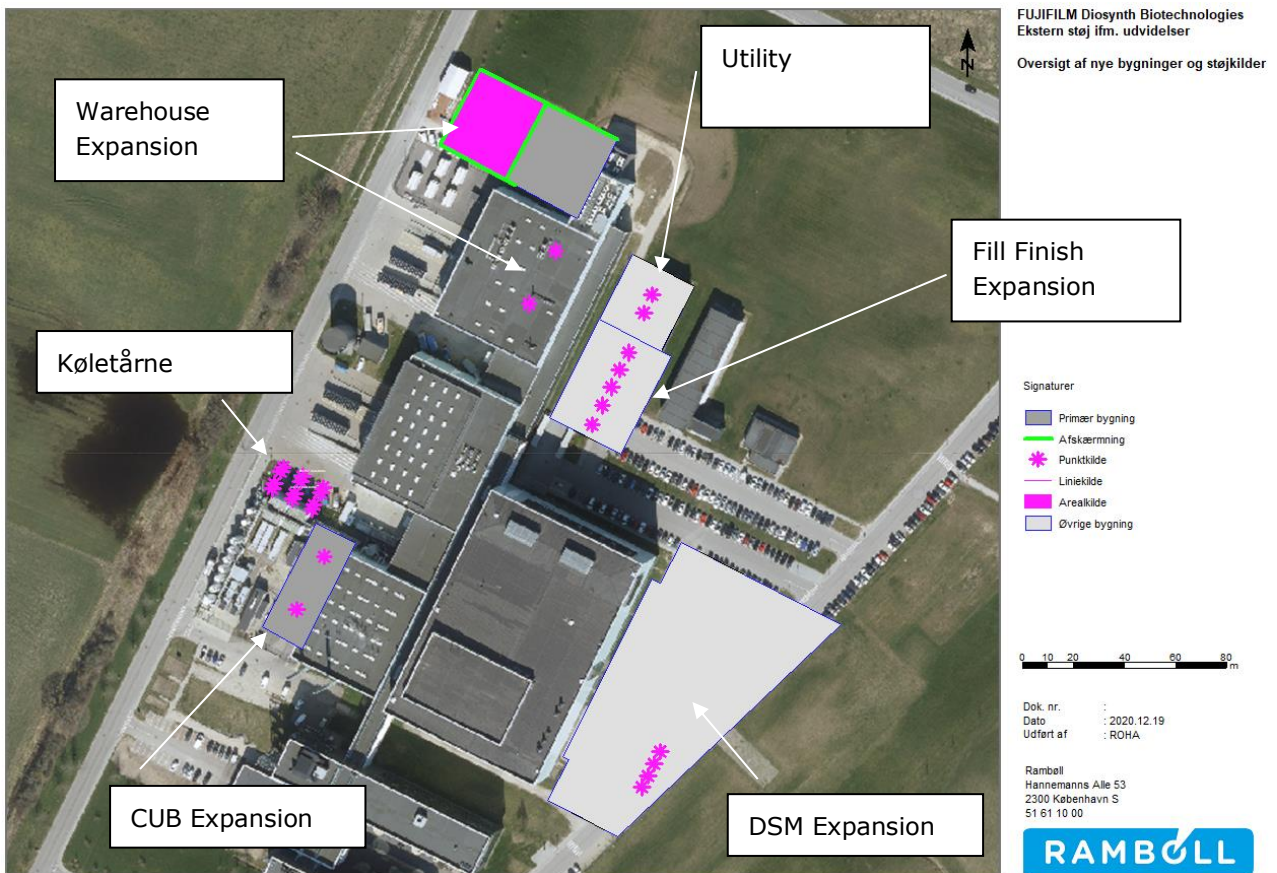 FUJIFILM Diosynth Biotechnologies
Ekstern støj ifm. udvidelser
Oversigt af nye bygninger og støjkilder
N
Utility
Warehouse
Expansion
Fill Finish
Expansion
Køletårne
CUB Expansion
DSM Expansion
Signaturer
Primær bygning
Afskærmning
Punktkilde
Liniekilde
Arealkilde
Øvrige bygning
0 10 20 40 60 80
m
Dok. nr. :
Dato : 2020.12.19
Udført af : ROHA
Rambøll
Hannemanns Alle 53
2300 København S
51 61 10 00
RAMBOLL